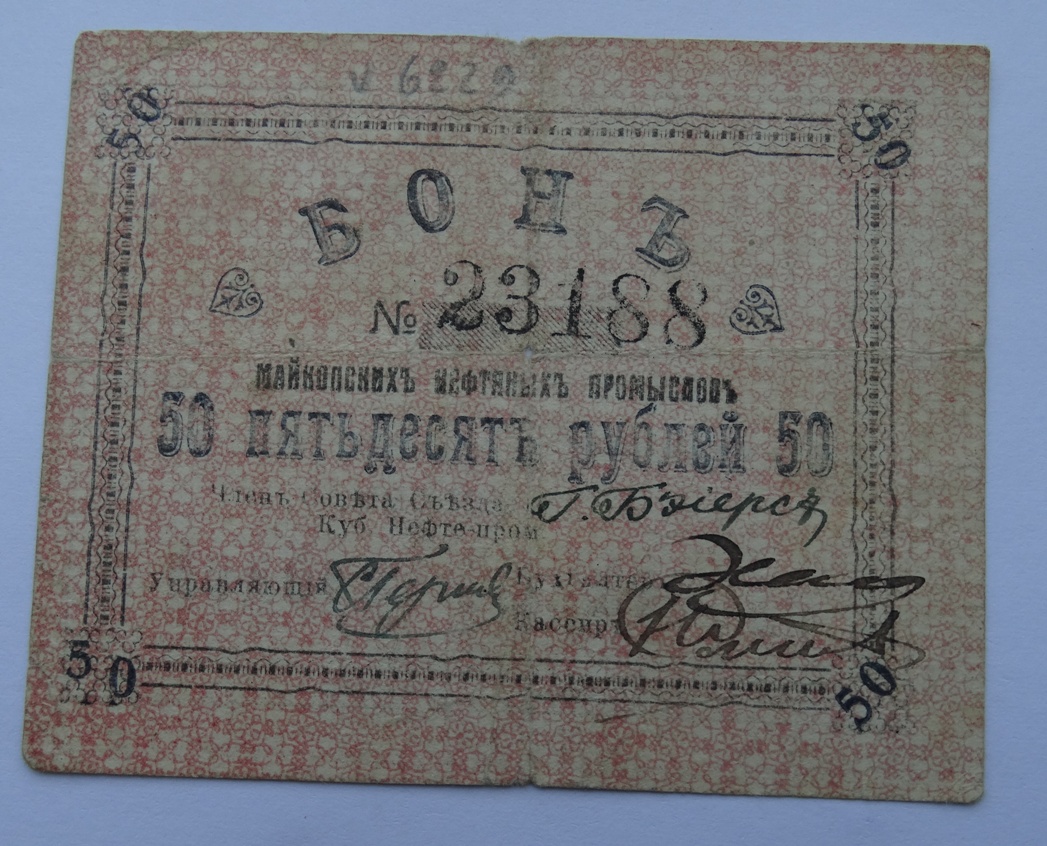 6229
50 50
БОНЪ
№ 23188
МАЙКОПСКИХЪ НЕФТЯНЫХЪ ПРОМЫСЛОВЪ
50 пятьдесятъ рублей 50
Членъ Совѣта Съѣзда
Куб. Нефте-пром
Управляющій Бухгалтеръ
Кассиръ
50 50